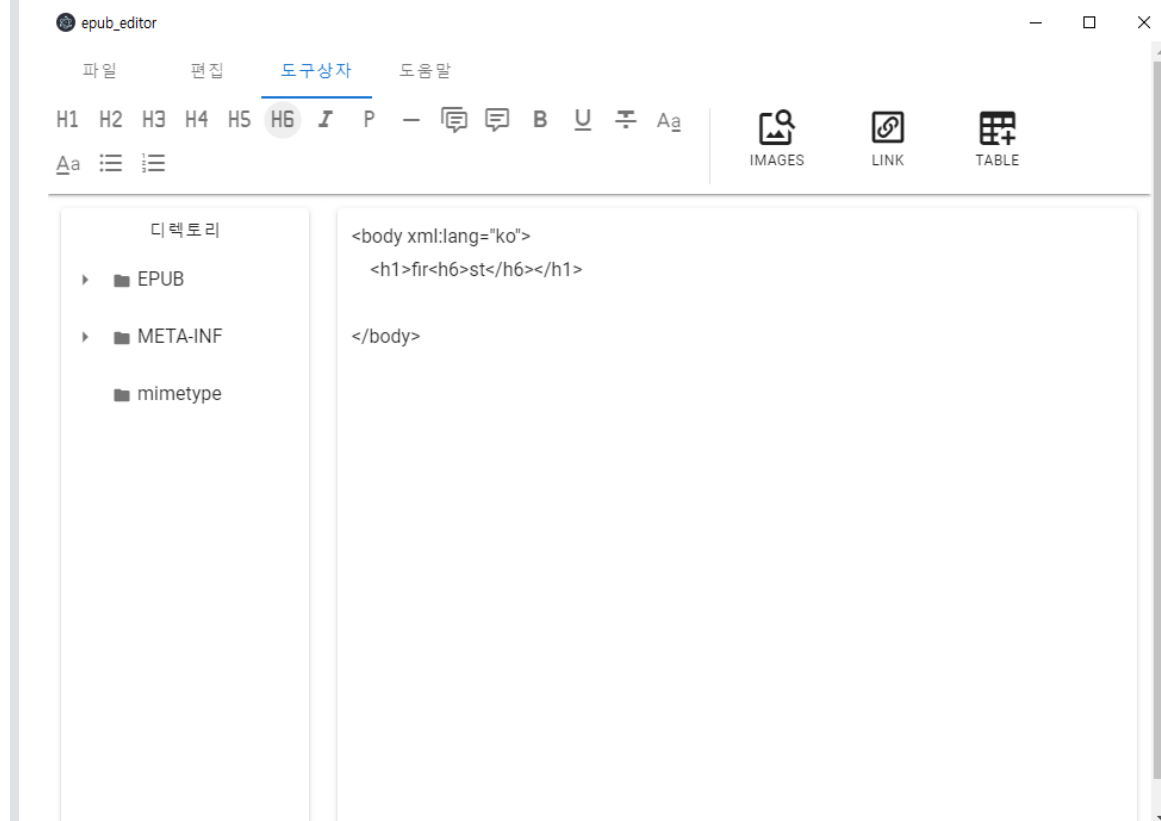 epub_editor
파일 편집 도구상자 도움말
H1 H2 H3 H4 H5 H6 I P B U T Aa
Aa
IMAGES LINK TABLE
디렉토리
EPUB
META-INF
mimetype
<body xml:lang="ko">
<h1>fir<h6>st</h6></h1>
</body>